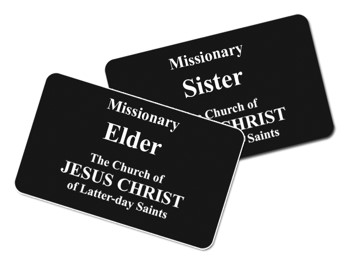 Missionary
Sister
Church of
CHRIST
Saints
Missionary
Elder
The Church of
JESUS CHRIST
of Latter-day Saints